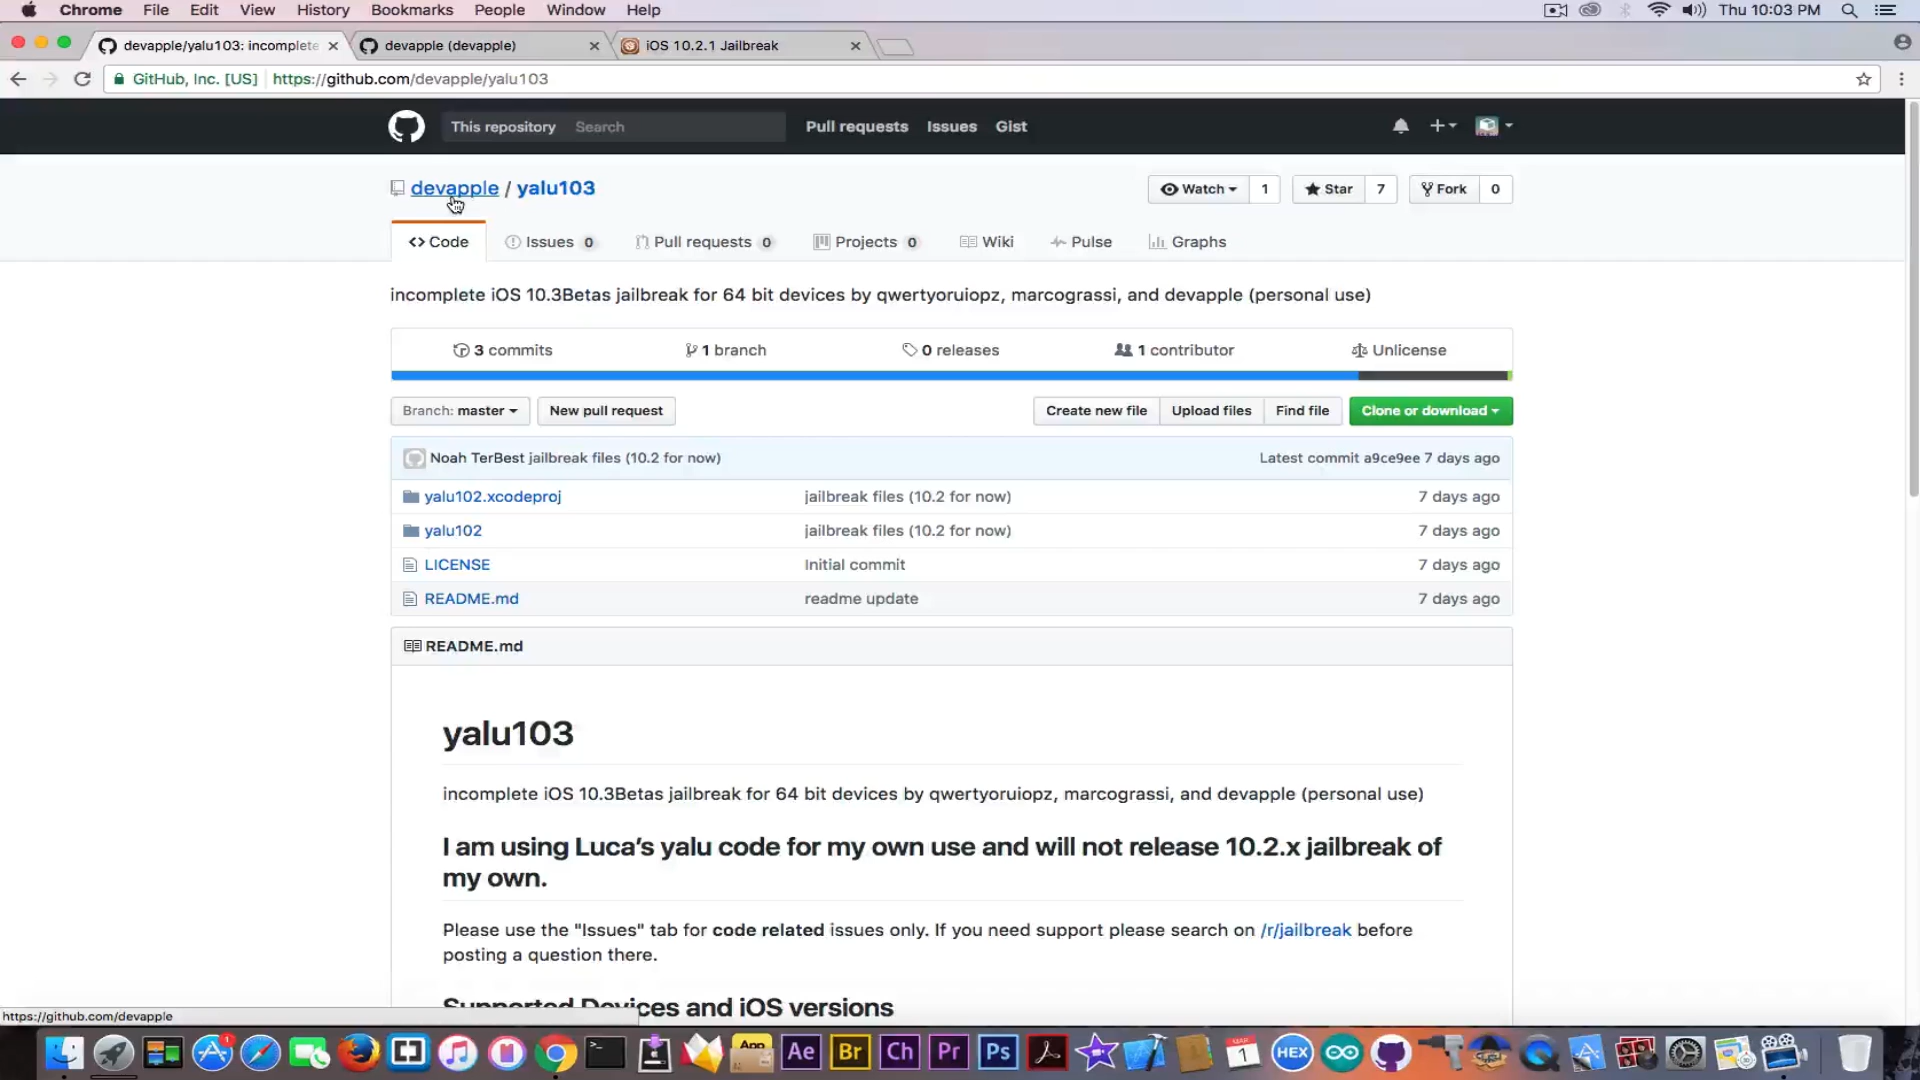 Chrome File Edit View History Bookmarks People Window Help Thu 10:03 PM
devapple/yalu103: incomplete devapple (devapple) iOS 10.2.1 Jailbreak
GitHub, Inc. [US] https://github.com/devapple/yalu103
This repository Search Pull requests Issues Gist
devapple / yalu103 Watch 1 Star 7 Fork 0
Code Issues 0 Pull requests 0 Projects 0 Wiki Pulse Graphs
incomplete iOS 10.3Betas jailbreak for 64 bit devices by qwertyoruiopz, marcograssi, and devapple (personal use)
3 commits 1 branch 0 releases 1 contributor Unlicense
Branch: master New pull request Create new file Upload files Find file Clone or download
Noah TerBest jailbreak files (10.2 for now) Latest commit a9ce9ee 7 days ago
yalu102.xcodeproj jailbreak files (10.2 for now) 7 days ago
yalu102 jailbreak files (10.2 for now) 7 days ago
LICENSE Initial commit 7 days ago
README.md readme update 7 days ago
README.md
yalu103
incomplete iOS 10.3Betas jailbreak for 64 bit devices by qwertyoruiopz, marcograssi, and devapple (personal use)
I am using Luca's yalu code for my own use and will not release 10.2.x jailbreak of
my own.
Please use the "Issues" tab for code related issues only. If you need support please search on /r/jailbreak before
posting a question there.
Supported Devices and iOS versions
https://github.com/devapple
1 App Ae Br Ch Pr Ps 1 HEX